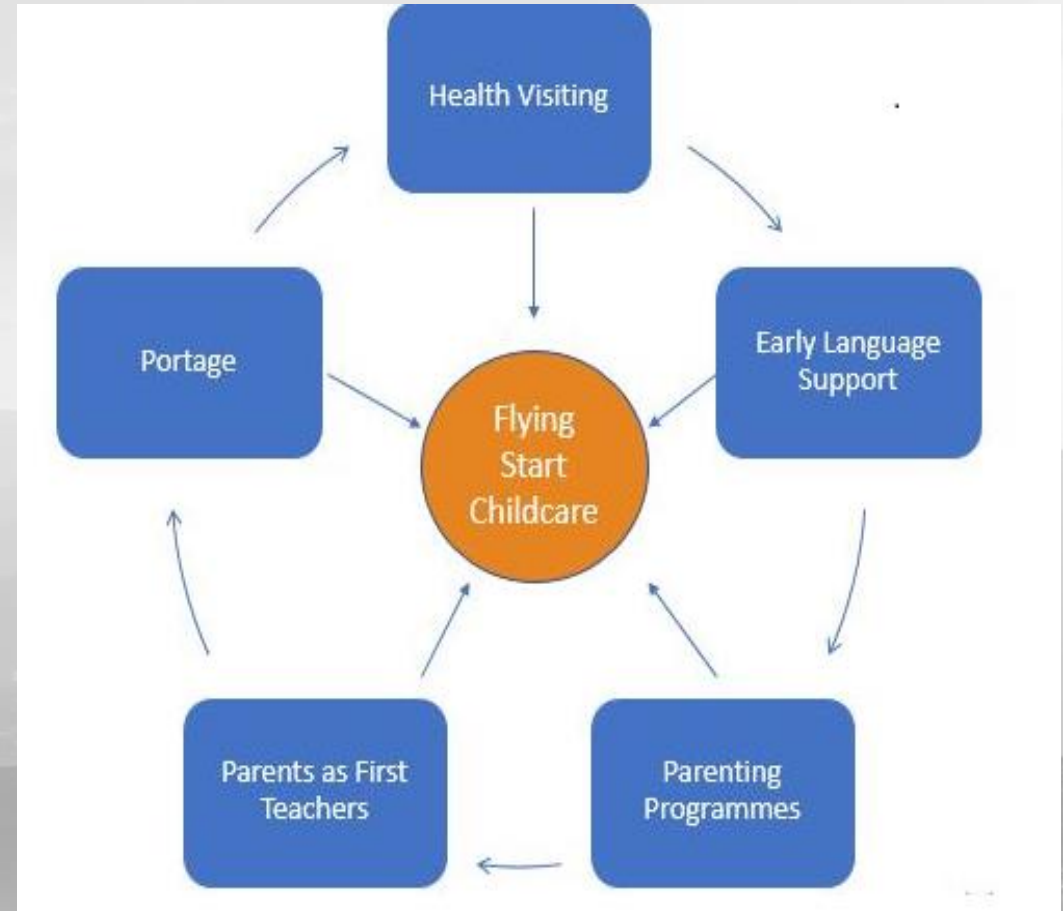 Health Visiting
Portage
Early Language
Support
Flying
Start
Childcare
Parents as First
Teachers
Parenting
Programmes